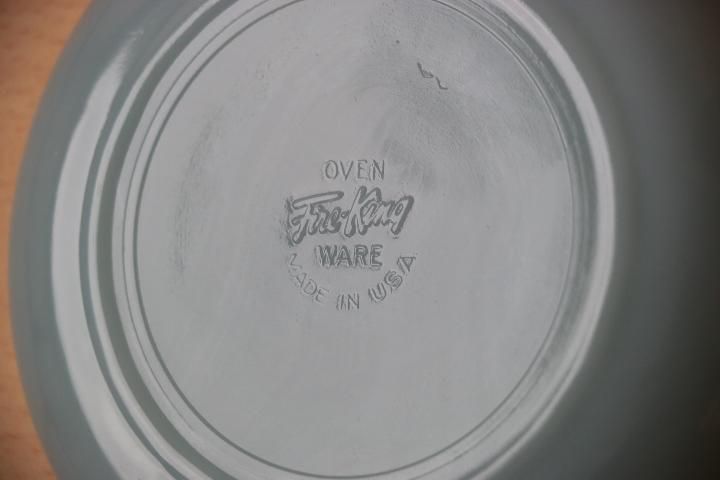 OVEN
Fire-King
WARE
MADE IN USA